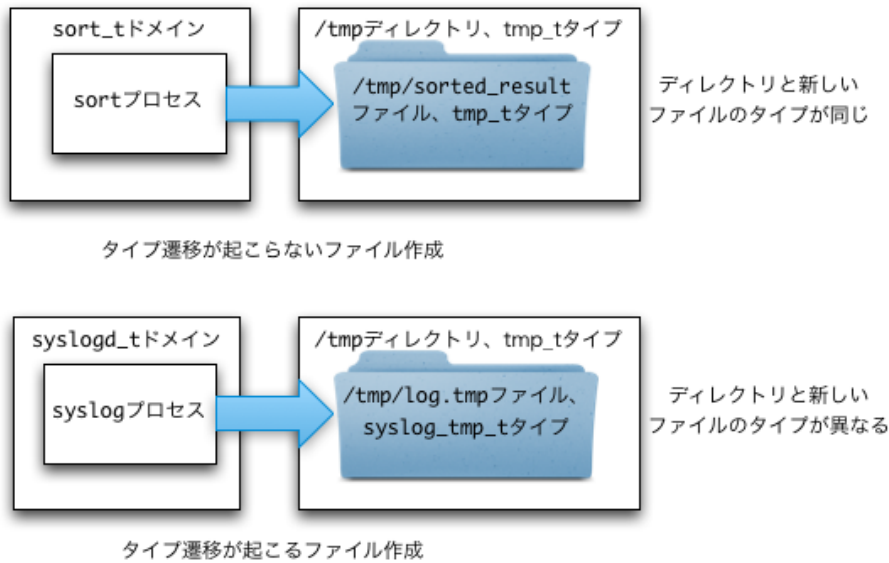 sort_tドメイン
sortプロセス
/tmpディレクトリ、tmp_tタイプ
/tmp/sorted_result
ファイル、tmp_tタイプ
ディレクトリと新しい
ファイルのタイプが同じ
タイプ遷移が起こらないファイル作成
syslogd_tドメイン
syslogプロセス
/tmpディレクトリ、tmp_tタイプ
/tmp/log.tmpファイル、
syslog_tmp_tタイプ
ディレクトリと新しい
ファイルのタイプが異なる
タイプ遷移が起こるファイル作成